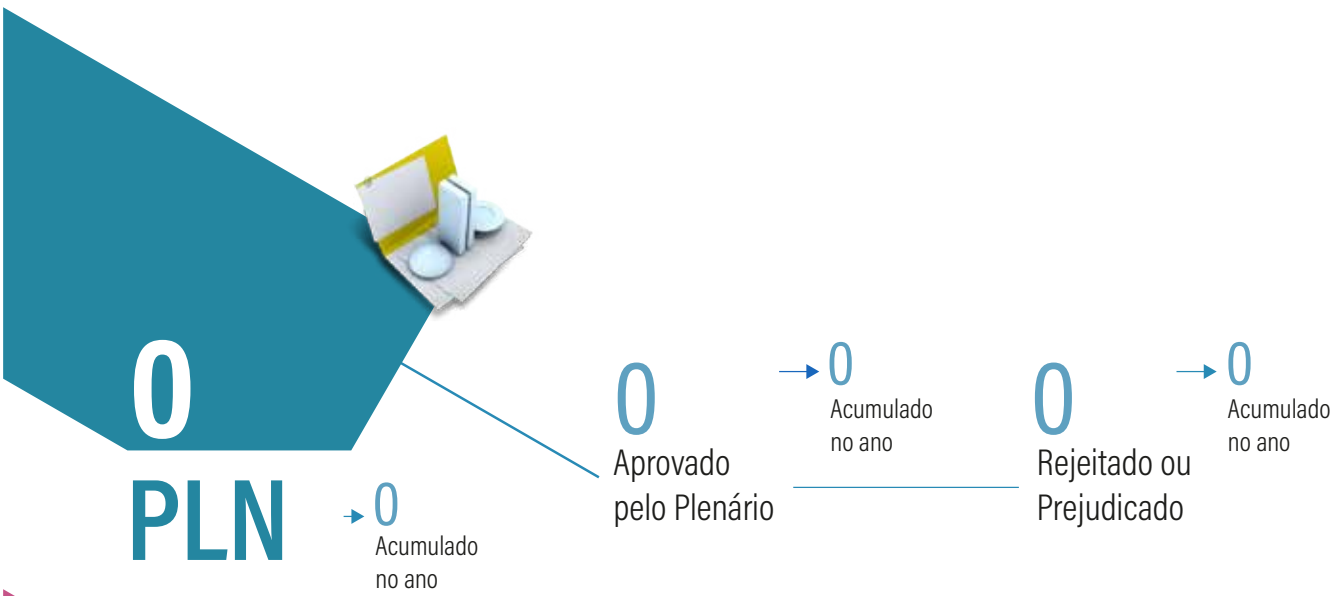 0
PLN
0
Acumulado
no ano
0
Aprovado
pelo Plenário
0
Acumulado
no ano
0
Rejeitado ou
Prejudicado
0
Acumulado
no ano